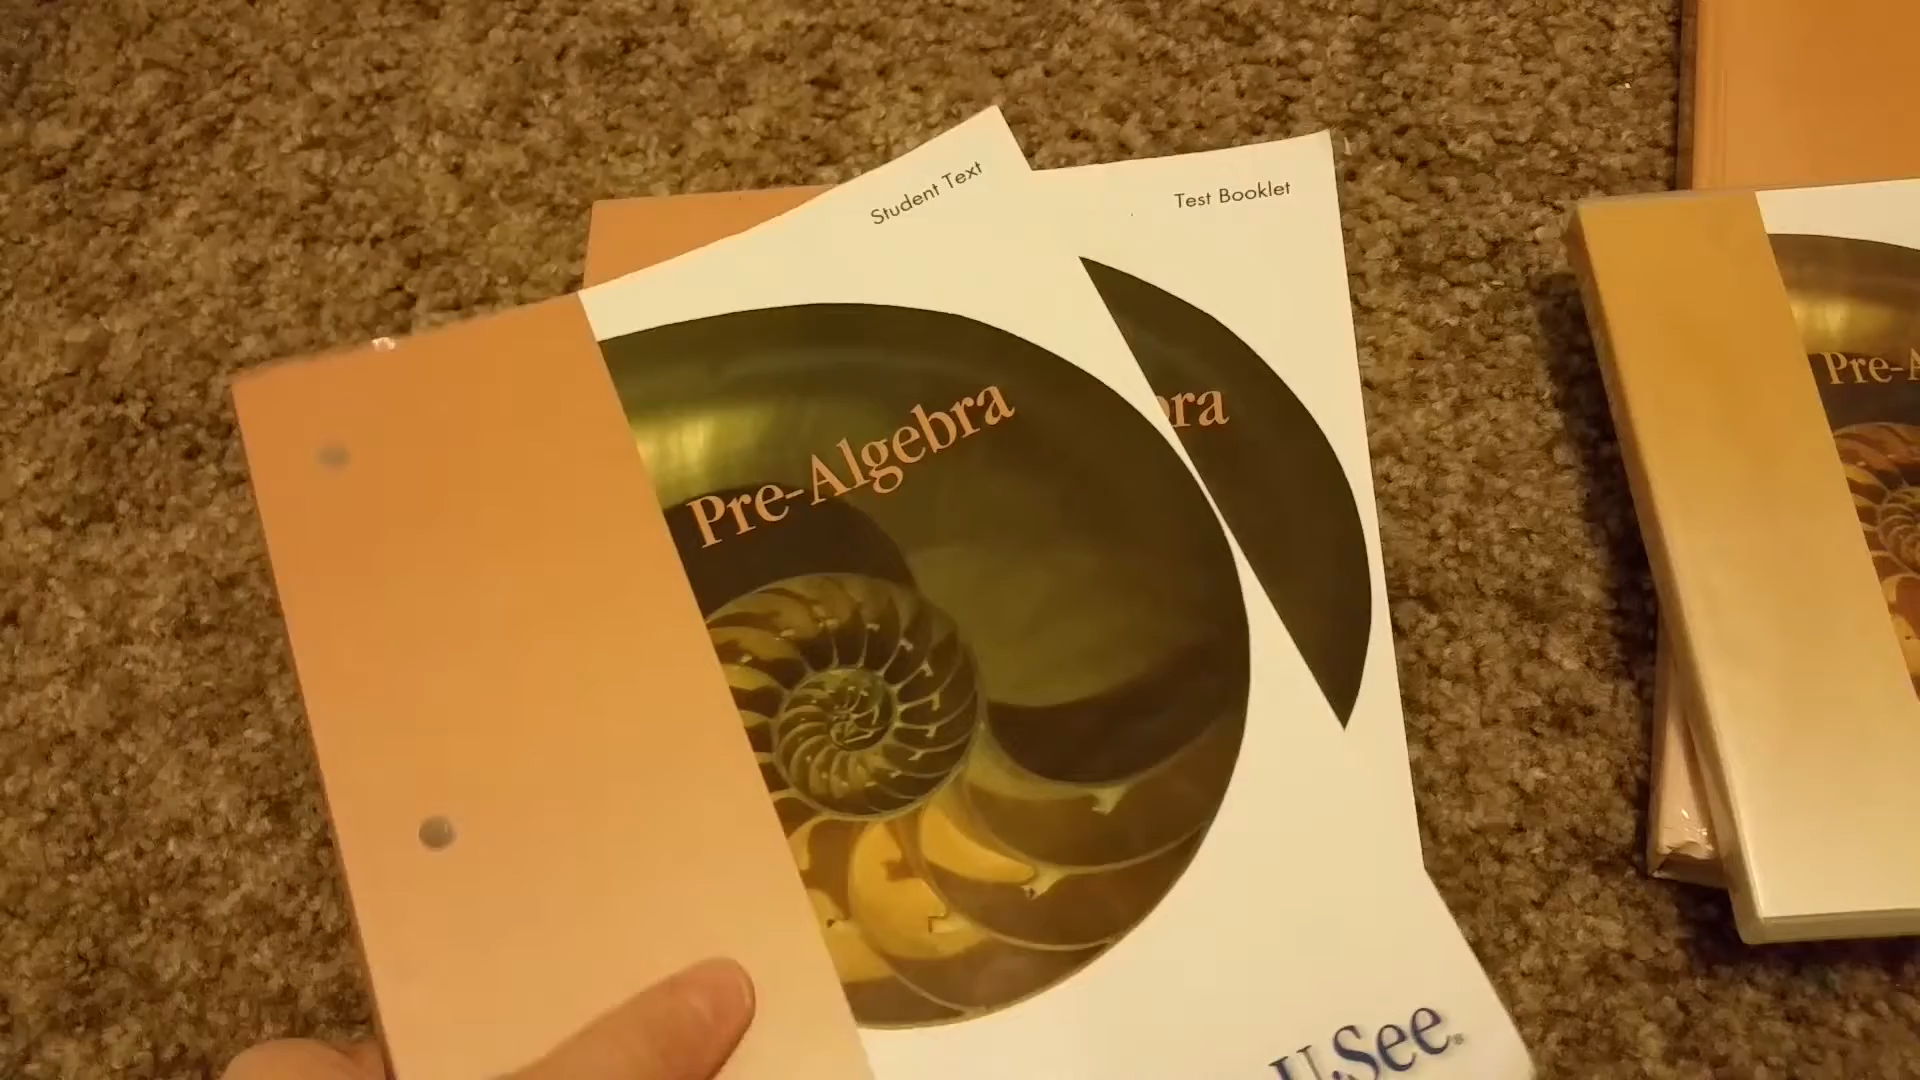 Student Text
Test Booklet
Pre-Algebra
bra
Pre-A
U.See®